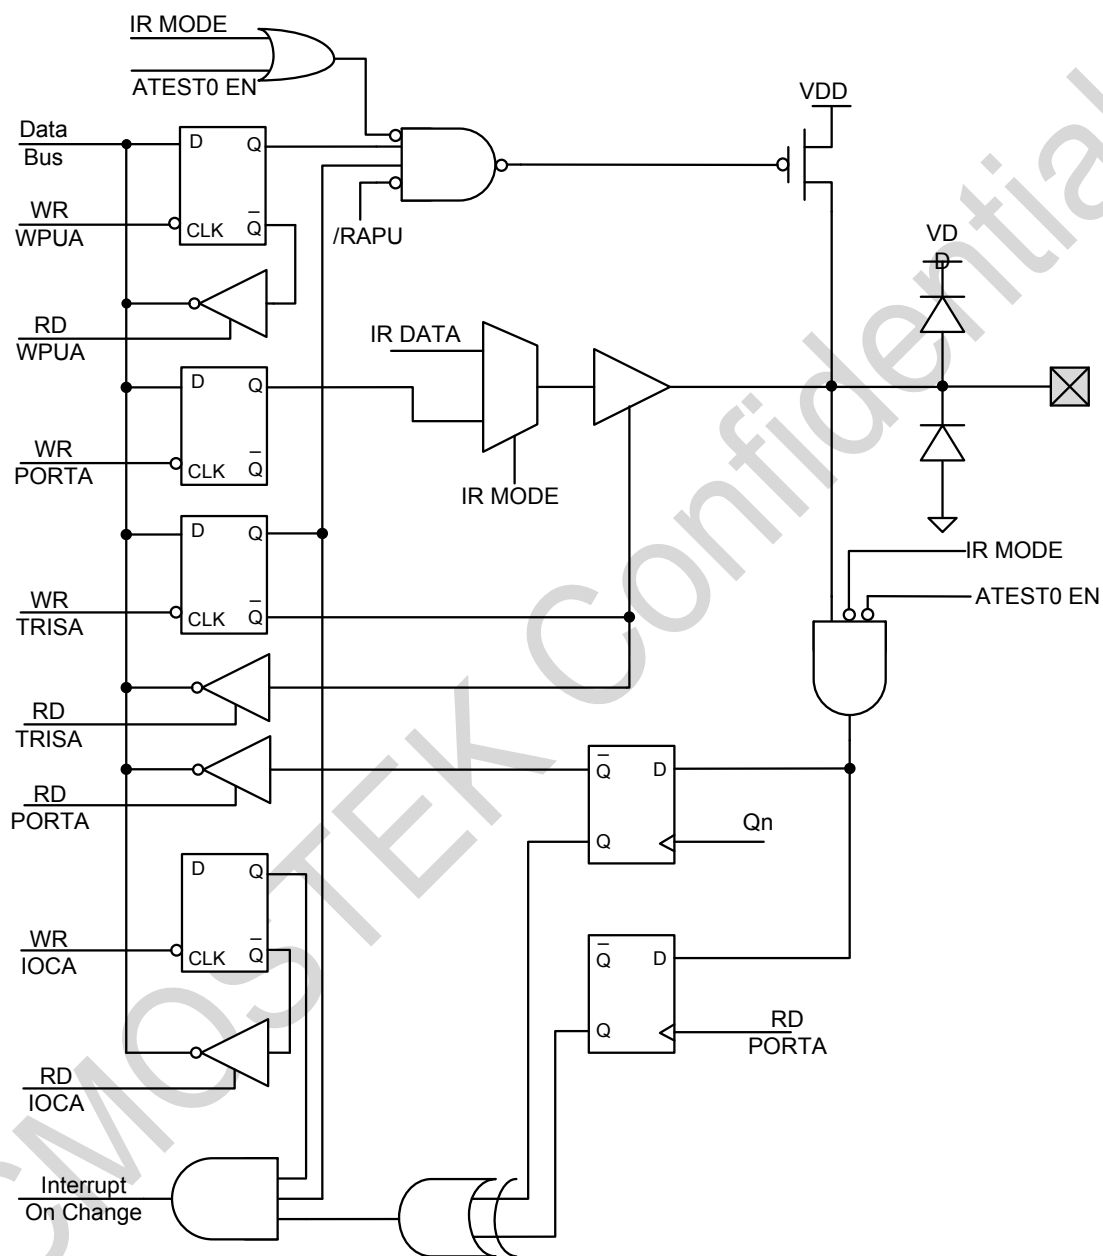 IR MODE
ATEST0 EN
VDD
Data
Bus
D
Q
WR
WPUA
CLK
Q
/RAPU
VD
D
RD
WPUA
IR DATA
D
Q
WR
PORTA
CLK
Q
IR MODE
D
Q
IR MODE
WR
TRISA
CLK
Q
ATEST0 EN
RD
TRISA
RD
PORTA
Q
D
Q
Qn
D
Q
WR
IOCA
CLK
Q
Q
D
Q
RD
PORTA
RD
IOCA
Interrupt
On Change
CMOSTEK Confidential